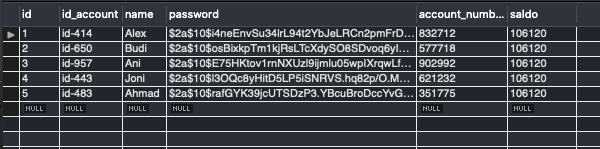 id id_account name password account_numb... saldo
1 id-414 Alex $2a$10$i4neEnvSu34lrL94t2YbJeLRCn2pmFrD... 832712 106120
2 id-650 Budi $2a$10$osBixkpTm1kjRsLTcXdySO8SDvoq6yl... 577718 106120
3 id-957 Ani $2a$10$E75HKtov1rnNXUzl9ijmlu05wpIXrqwLf... 902992 106120
4 id-443 Joni $2a$10$l3OQc8yHitD5LP5iSNRVS.hq82p/O.M... 621232 106120
5 id-483 Ahmad $2a$10$rafGYK39jcUTSDzP3.YBcuBroDccYvG... 351775 106120
NULL NULL NULL NULL NULL NULL